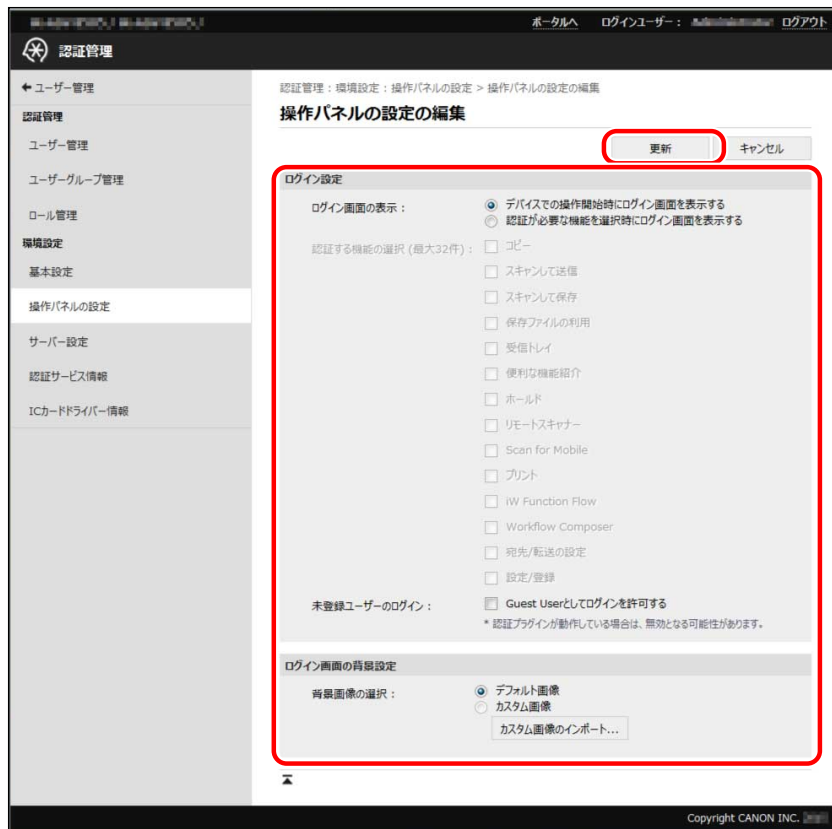 ポータルへ ログインユーザー： ログアウト
認証管理
ユーザー管理
認証管理
ユーザー管理
ユーザーグループ管理
ロール管理
環境設定
基本設定
操作パネルの設定
サーバー設定
認証サービス情報
ICカードドライバー情報
認証管理：環境設定：操作パネルの設定 > 操作パネルの設定の編集
操作パネルの設定の編集
更新 キャンセル
ログイン設定
ログイン画面の表示： デバイスでの操作開始時にログイン画面を表示する
認証が必要な機能を選択時にログイン画面を表示する
認証する機能の選択 (最大32件)： コピー
スキャンして送信
スキャンして保存
保存ファイルの利用
受信トレイ
便利な機能紹介
ホールド
リモートスキャナー
Scan for Mobile
プリント
iW Function Flow
Workflow Composer
宛先/転送の設定
設定/登録
未登録ユーザーのログイン： Guest Userとしてログインを許可する
* 認証プラグインが動作している場合は、無効となる可能性があります。
ログイン画面の背景設定
背景画像の選択： デフォルト画像
カスタム画像
カスタム画像のインポート...
Copyright CANON INC.